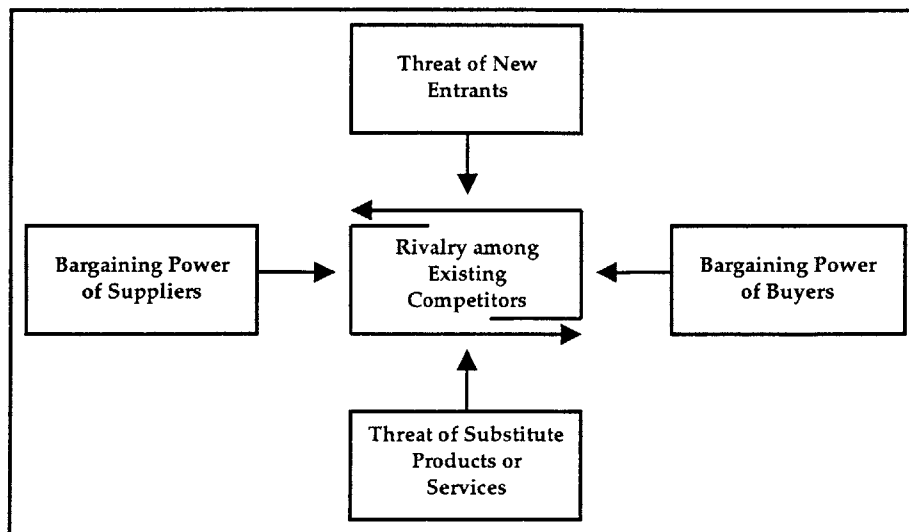 Threat of New
Entrants
Bargaining Power
of Suppliers
Rivalry among
Existing
Competitors
Bargaining Power
of Buyers
Threat of Substitute
Products or
Services